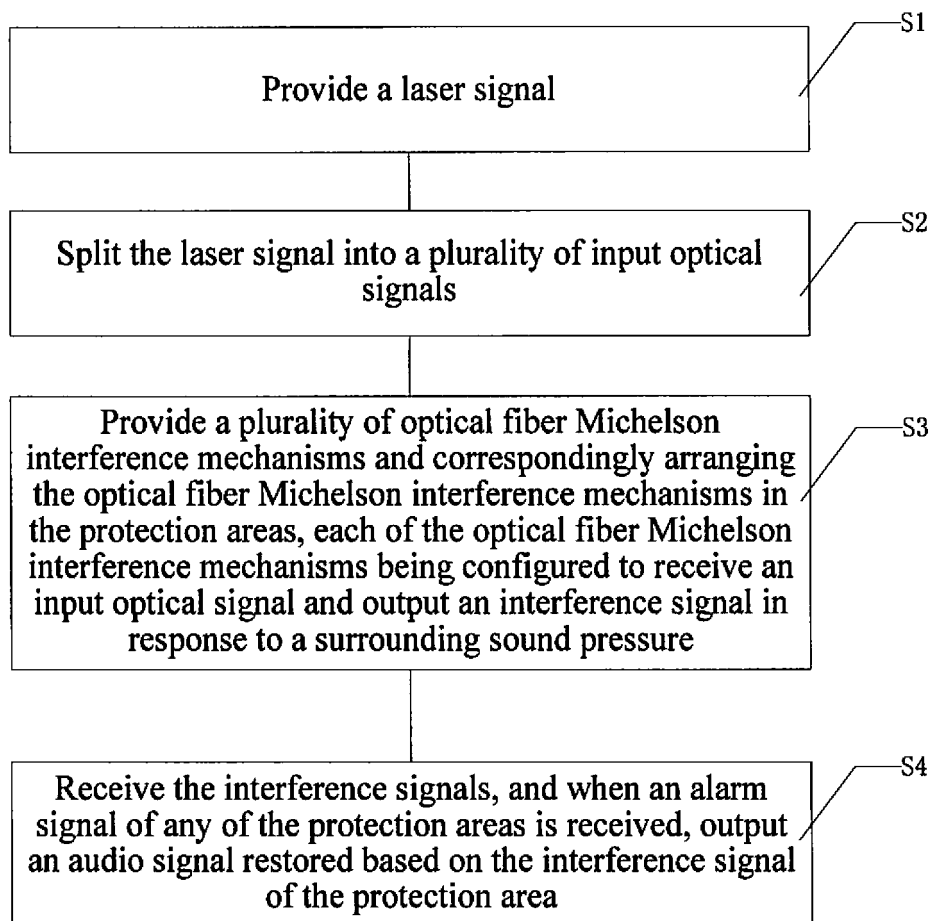 S1
Provide a laser signal
S2
Split the laser signal into a plurality of input optical
signals
Provide a plurality of optical fiber Michelson
interference mechanisms and correspondingly arranging
the optical fiber Michelson interference mechanisms in
the protection areas, each of the optical fiber Michelson
interference mechanisms being configured to receive an
input optical signal and output an interference signal in
response to a surrounding sound pressure
S3
Receive the interference signals, and when an alarm
signal of any of the protection areas is received, output
an audio signal restored based on the interference signal
of the protection area
S4